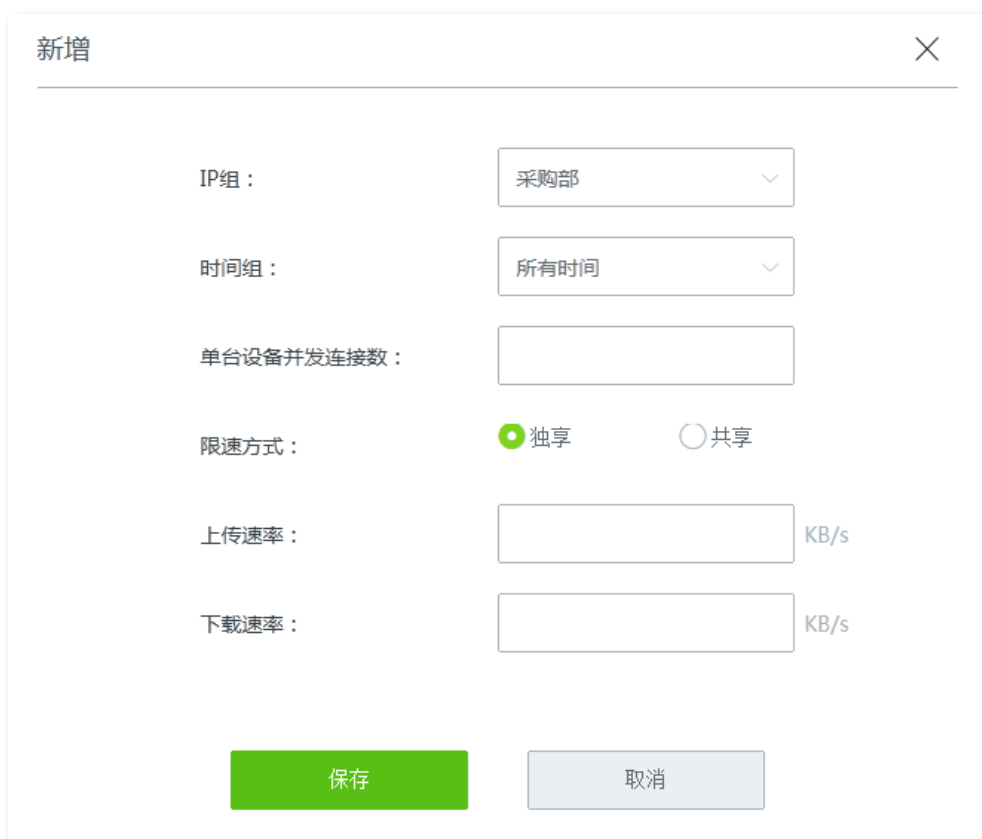 新增
IP组： 采购部
时间组： 所有时间
单台设备并发连接数：
限速方式： 独享 共享
上传速率： KB/s
下载速率： KB/s
保存 取消